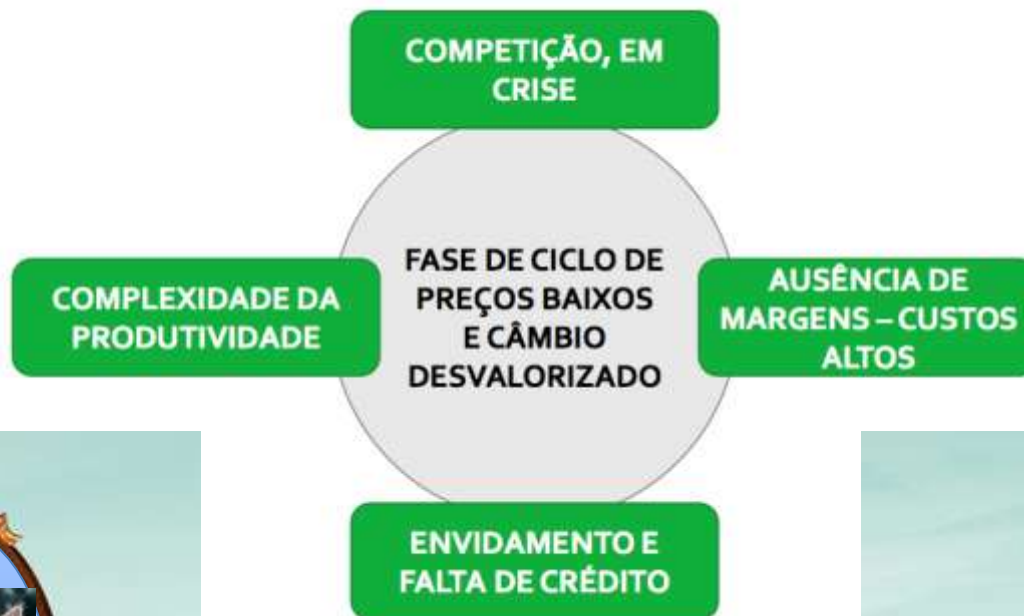 COMPETIÇÃO, EM
CRISE
COMPLEXIDADE DA
PRODUTIVIDADE
FASE DE CICLO DE
PREÇOS BAIXOS
E CÂMBIO
DESVALORIZADO
AUSÊNCIA DE
MARGENS – CUSTOS
ALTOS
ENVIDAMENTO E
FALTA DE CRÉDITO